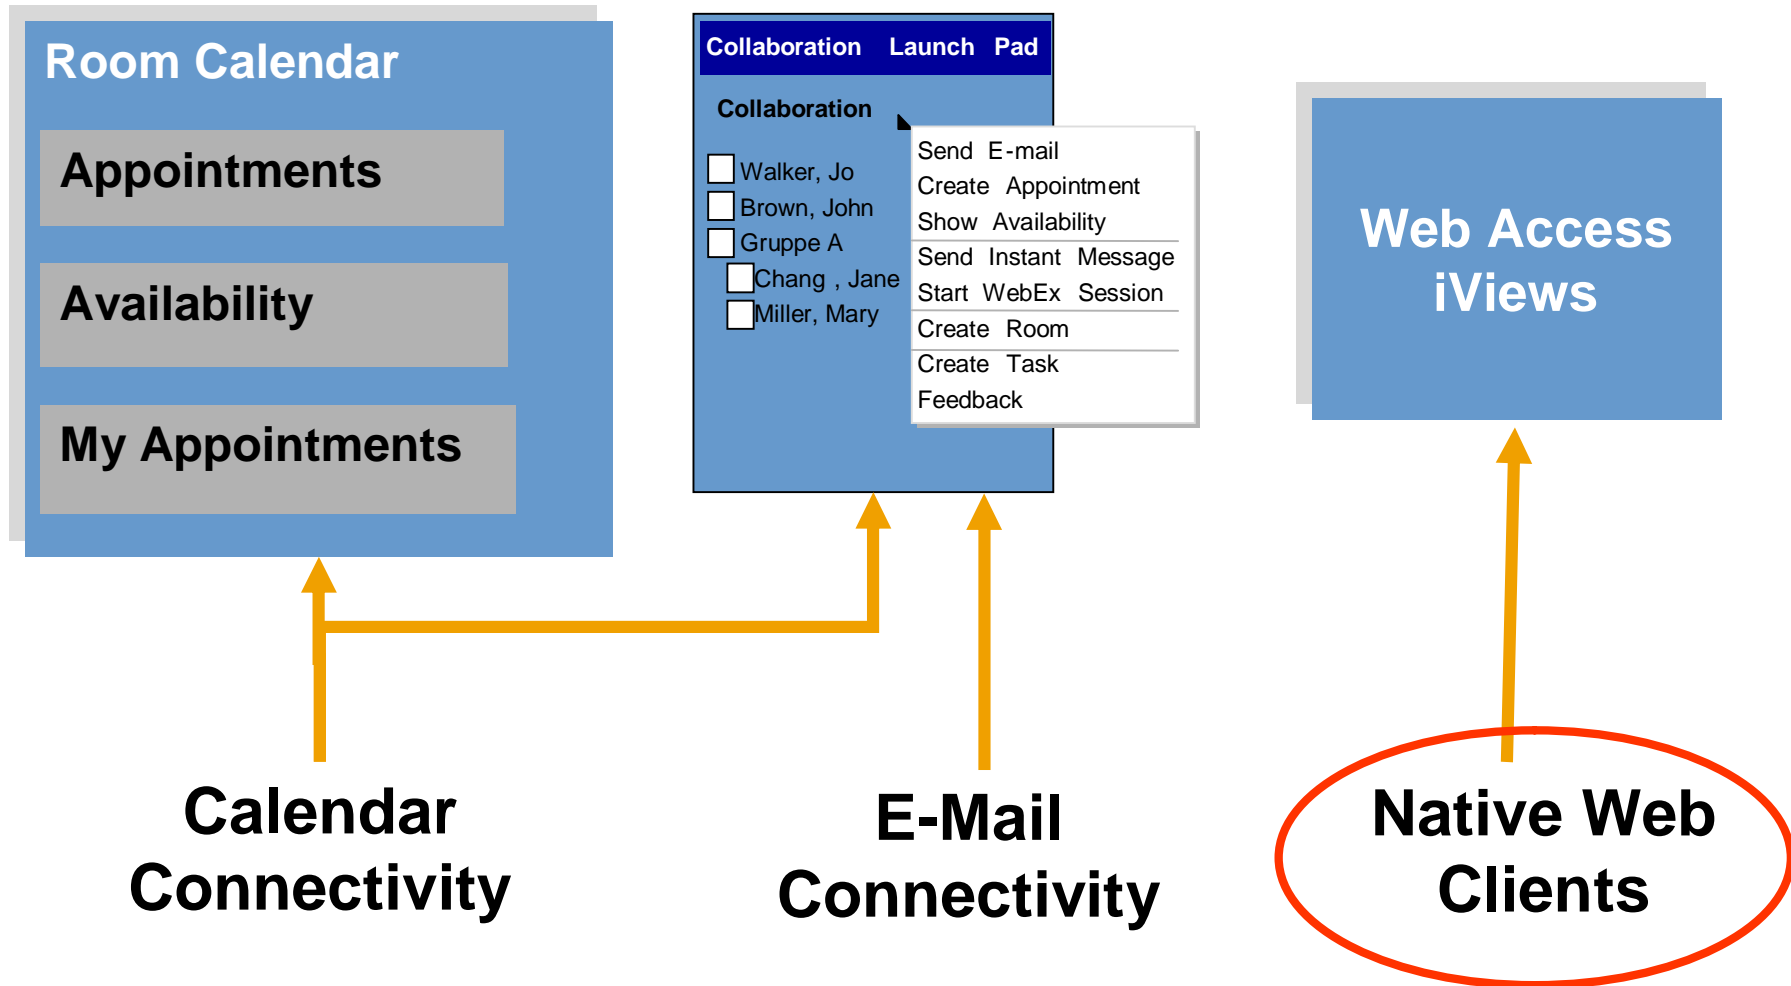 Room Calendar
Appointments
Availability
My Appointments
Collaboration Launch Pad
Collaboration
Walker, Jo
Brown, John
Gruppe A
Chang , Jane
Miller, Mary
Send E-mail
Create Appointment
Show Availability
Send Instant Message
Start WebEx Session
Create Room
Create Task
Feedback
Web Access
iViews
Calendar
Connectivity
E-Mail
Connectivity
Native Web
Clients